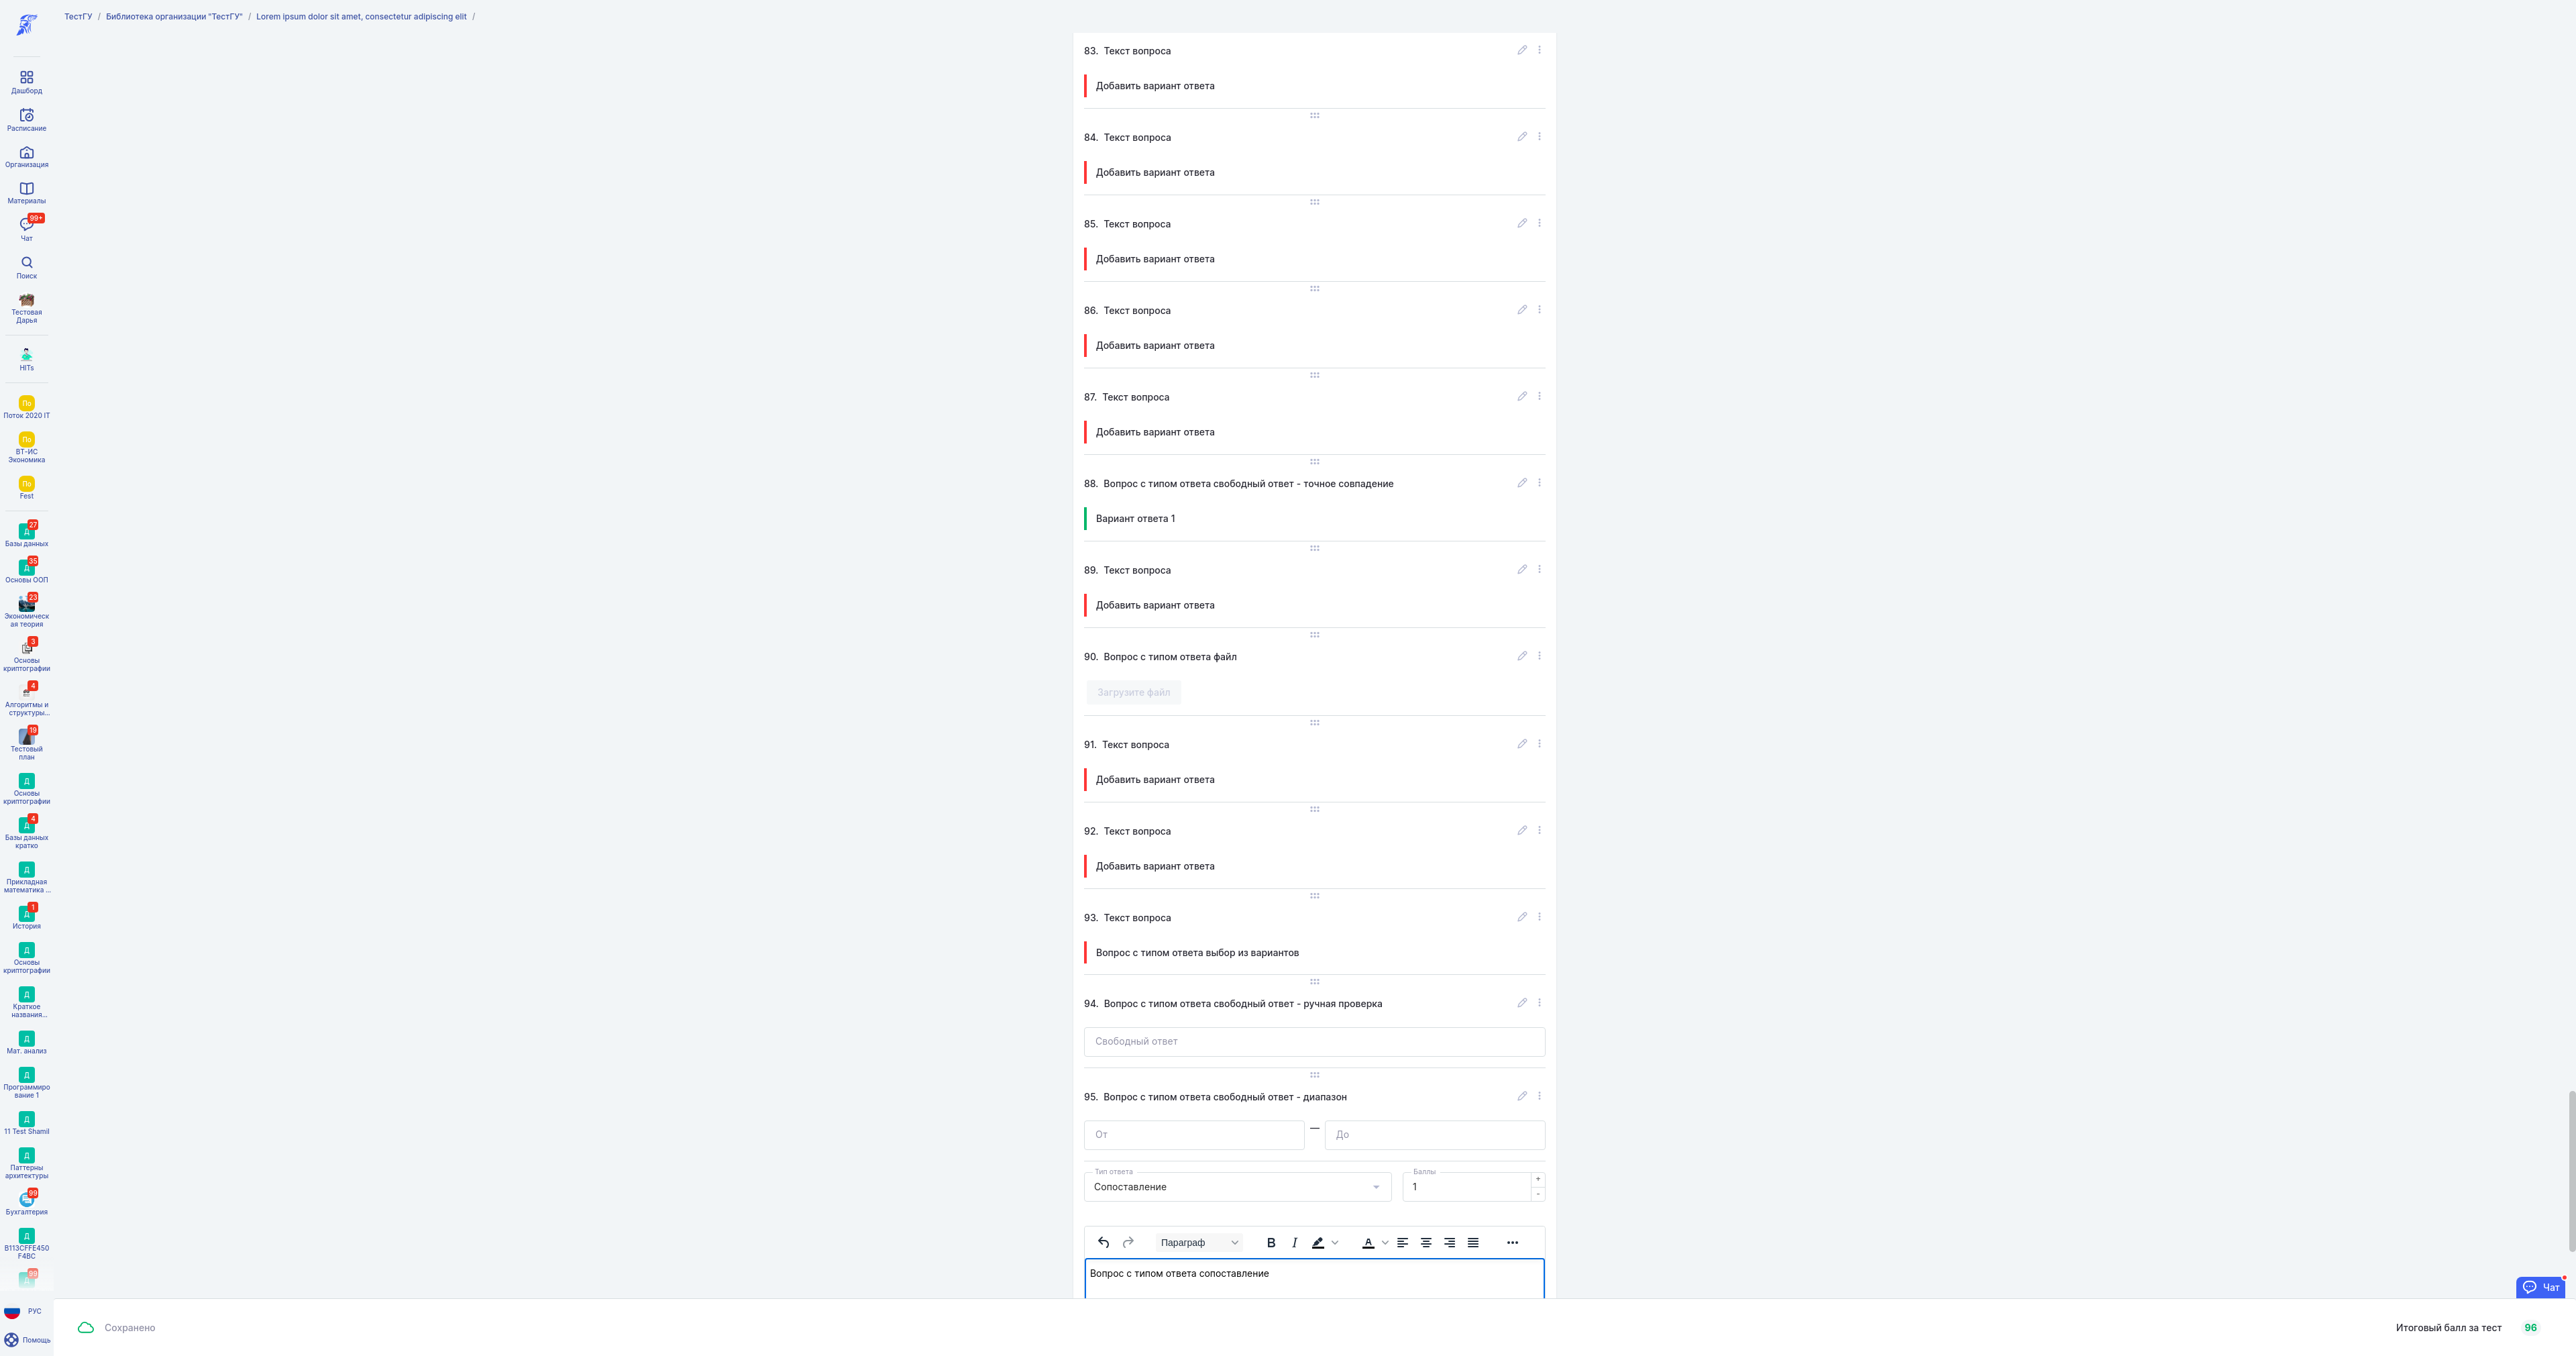 ТестГУ / Библиотека организации "ТестГУ" / Lorem ipsum dolor sit amet, consectetur adipiscing elit /
Дашборд
Расписание
Организация
Материалы
99+
Чат
Поиск
Тестовая
Дарья
HITs
По
Поток 2020 IT
По
ВТ-ИС
Экономика
По
Fest
27
Д
Базы данных
35
Д
Основы ООП
23
Экономическ
ая теория
3
Основы
криптографии
4
Алгоритмы и
структуры...
19
Тестовый
план
Д
Основы
криптографии
4
Д
Базы данных
кратко
Д
Прикладная
математика ...
1
Д
История
Д
Основы
криптографии
Д
Краткое
названия...
Д
Мат. анализ
Д
Программиро
вание 1
Д
11 Test Shamil
Д
Паттерны
архитектуры
99
Бухгалтерия
Д
B113CFFE450
F4BC
99
Д
РУС
Помощь
83. Текст вопроса
Добавить вариант ответа
84. Текст вопроса
Добавить вариант ответа
85. Текст вопроса
Добавить вариант ответа
86. Текст вопроса
Добавить вариант ответа
87. Текст вопроса
Добавить вариант ответа
88. Вопрос с типом ответа свободный ответ - точное совпадение
Вариант ответа 1
89. Текст вопроса
Добавить вариант ответа
90. Вопрос с типом ответа файл
Загрузите файл
91. Текст вопроса
Добавить вариант ответа
92. Текст вопроса
Добавить вариант ответа
93. Текст вопроса
Вопрос с типом ответа выбор из вариантов
94. Вопрос с типом ответа свободный ответ - ручная проверка
Свободный ответ
95. Вопрос с типом ответа свободный ответ - диапазон
От — До
Тип ответа Баллы
Сопоставление 1 + -
Параграф B I A
Вопрос с типом ответа сопоставление
Чат
Сохранено
Итоговый балл за тест 96